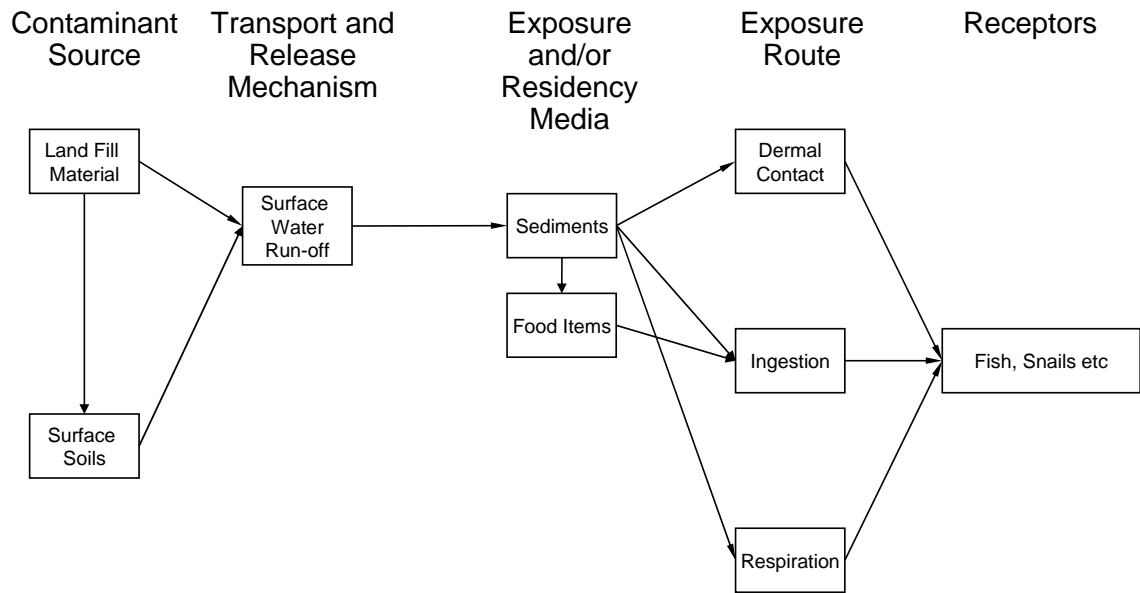 Contaminant
Source
Transport and
Release
Mechanism
Exposure
and/or
Residency
Media
Exposure
Route
Receptors
Land Fill
Material
Surface
Soils
Surface
Water
Run-off
Sediments
Food Items
Dermal
Contact
Ingestion
Respiration
Fish, Snails etc